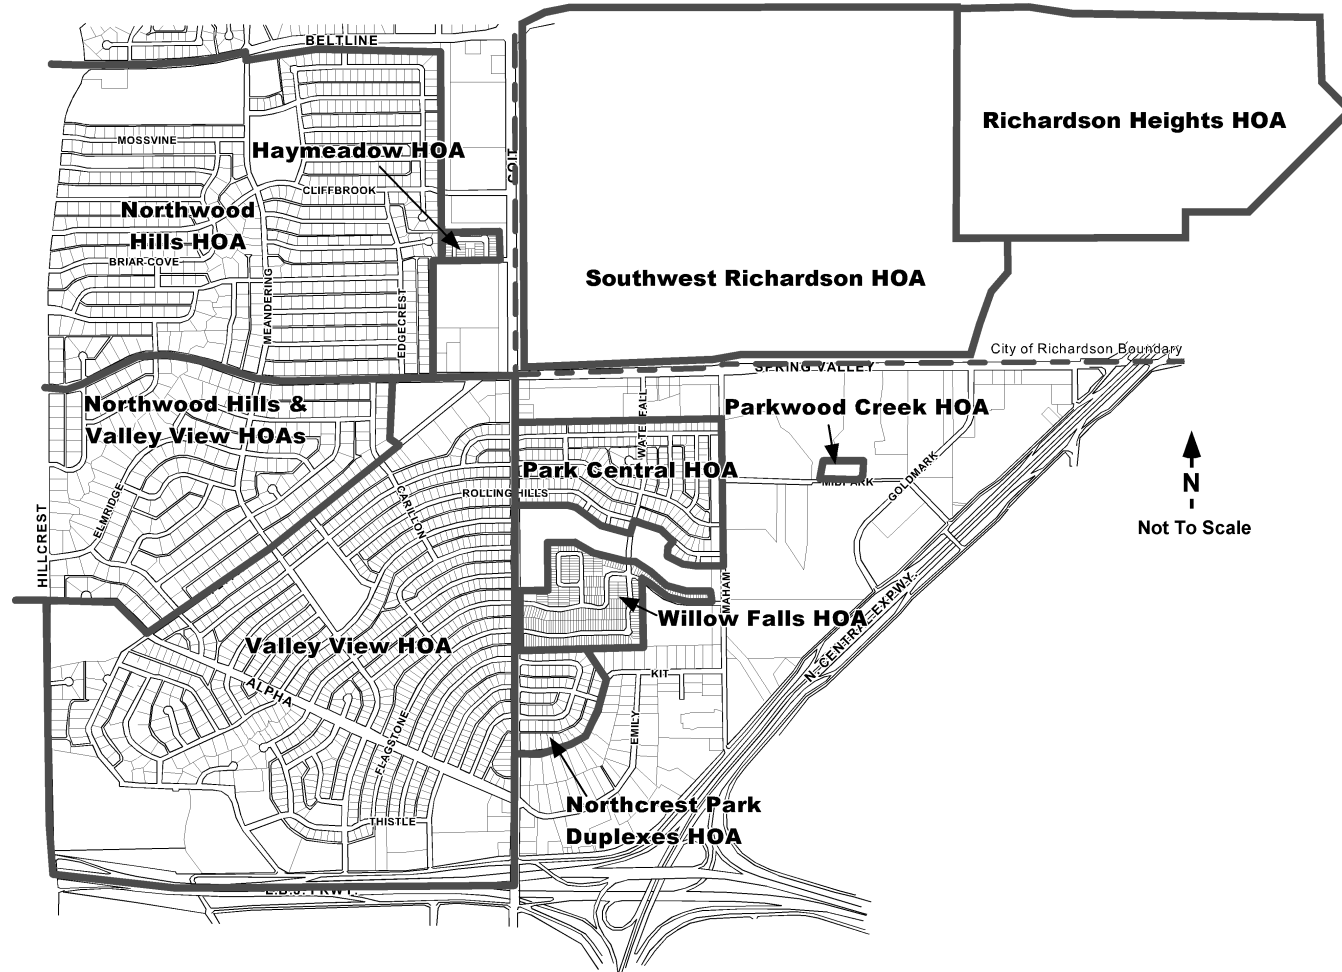 BELTLINE
Richardson Heights HOA
MOSSVINE
Haymeadow HOA
COIT
CLIFFBROOK
Northwood
Hills HOA
BRIAR COVE
MEANDERING
EDGECREST
Southwest Richardson HOA
City of Richardson Boundary
SPRING VALLEY
Northwood Hills &
Valley View HOAs
WATERFALL
Parkwood Creek HOA
Park Central HOA
MIDPARK
GOLDMARK
ROLLING HILLS
CARILLON
ELMRIDGE
HILLCREST
N
Not To Scale
MAHAM
Willow Falls HOA
N. CENTRAL EXPWY.
Valley View HOA
ALPHA
KIT
EMILY
FLAGSTONE
Northcrest Park
Duplexes HOA
THISTLE
L.B.J. FRWY.